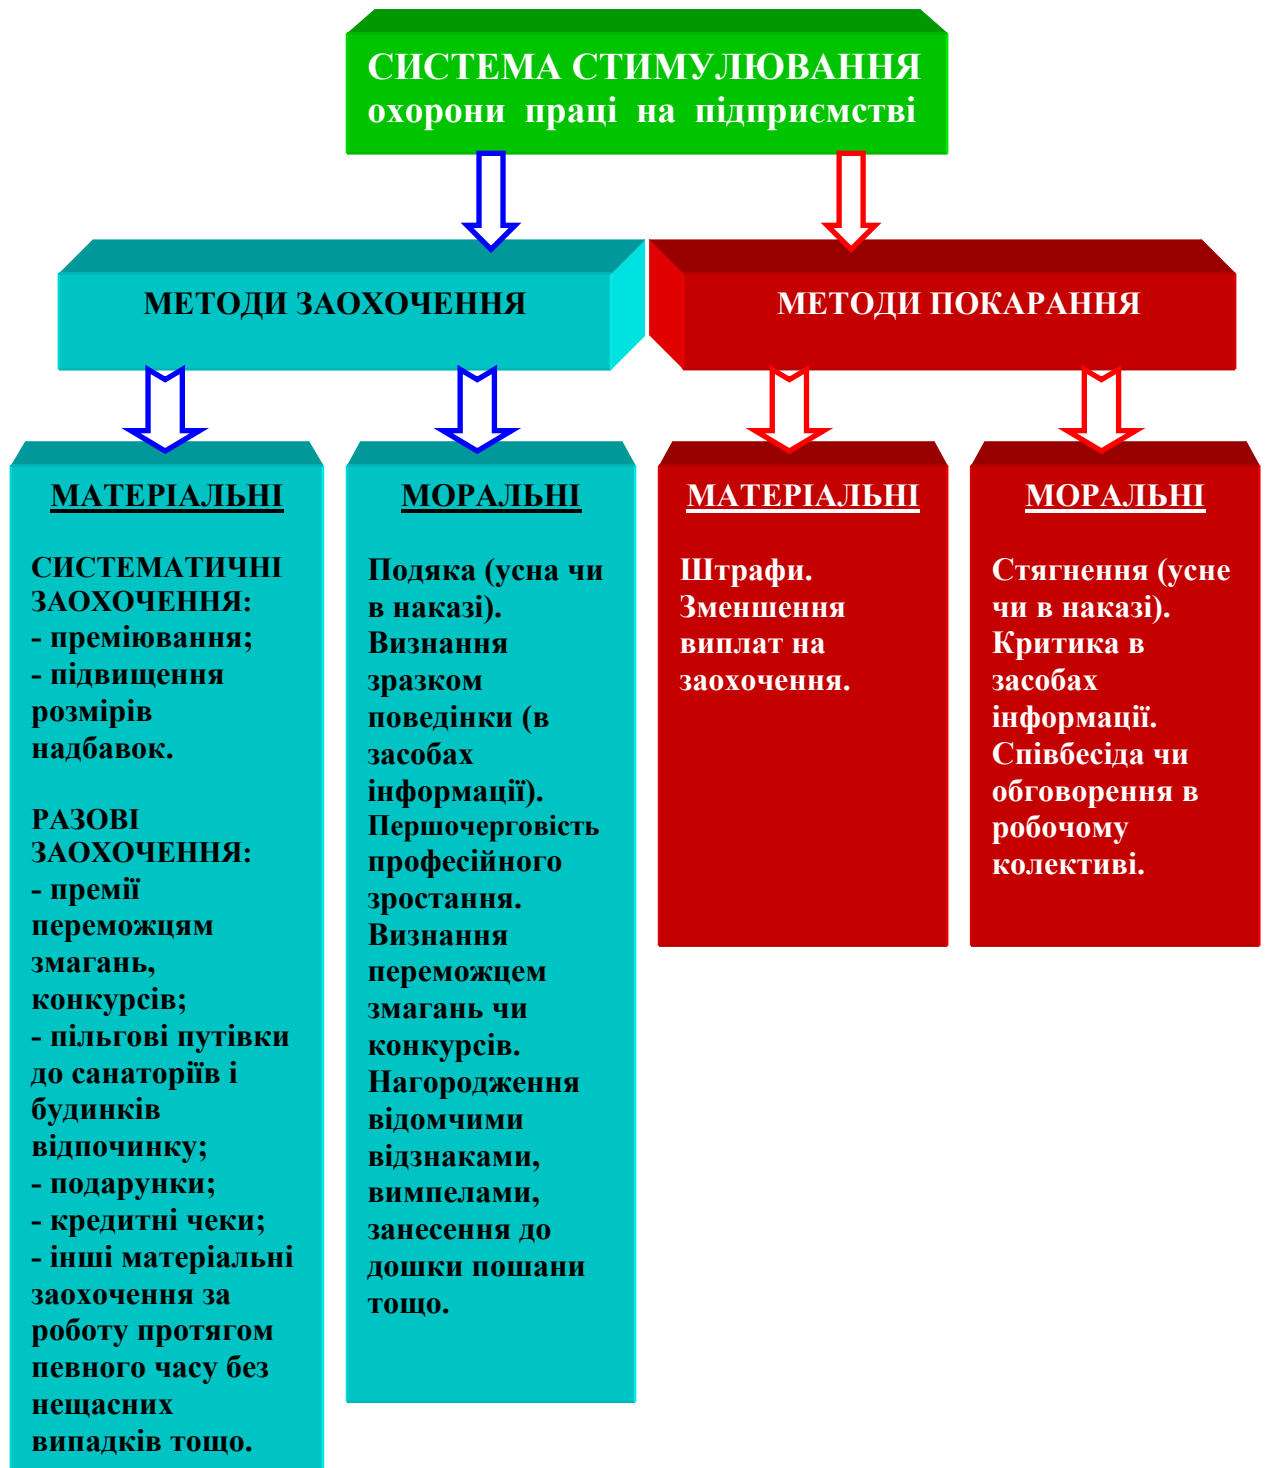 СИСТЕМА СТИМУЛЮВАННЯ
охорони праці на підприємстві
МЕТОДИ ЗАОХОЧЕННЯ
МЕТОДИ ПОКАРАННЯ
МАТЕРІАЛЬНІ
СИСТЕМАТИЧНІ
ЗАОХОЧЕННЯ:
- преміювання;
- підвищення
розмірів
надбавок.
РАЗОВІ
ЗАОХОЧЕННЯ:
- премії
переможцям
змагань,
конкурсів;
- пільгові путівки
до санаторіїв і
будинків
відпочинку;
- подарунки;
- кредитні чеки;
- інші матеріальні
заохочення за
роботу протягом
певного часу без
нещасних
випадків тощо.
МОРАЛЬНІ
Подяка (усна чи
в наказі).
Визнання
зразком
поведінки (в
засобах
інформації).
Першочерговість
професійного
зростання.
Визнання
переможцем
змагань чи
конкурсів.
Нагородження
відомчими
відзнаками,
вимпелами,
занесення до
дошки пошани
тощо.
МАТЕРІАЛЬНІ
Штрафи.
Зменшення
виплат на
заохочення.
МОРАЛЬНІ
Стягнення (усне
чи в наказі).
Критика в
засобах
інформації.
Співбесіда чи
обговорення в
робочому
колективі.